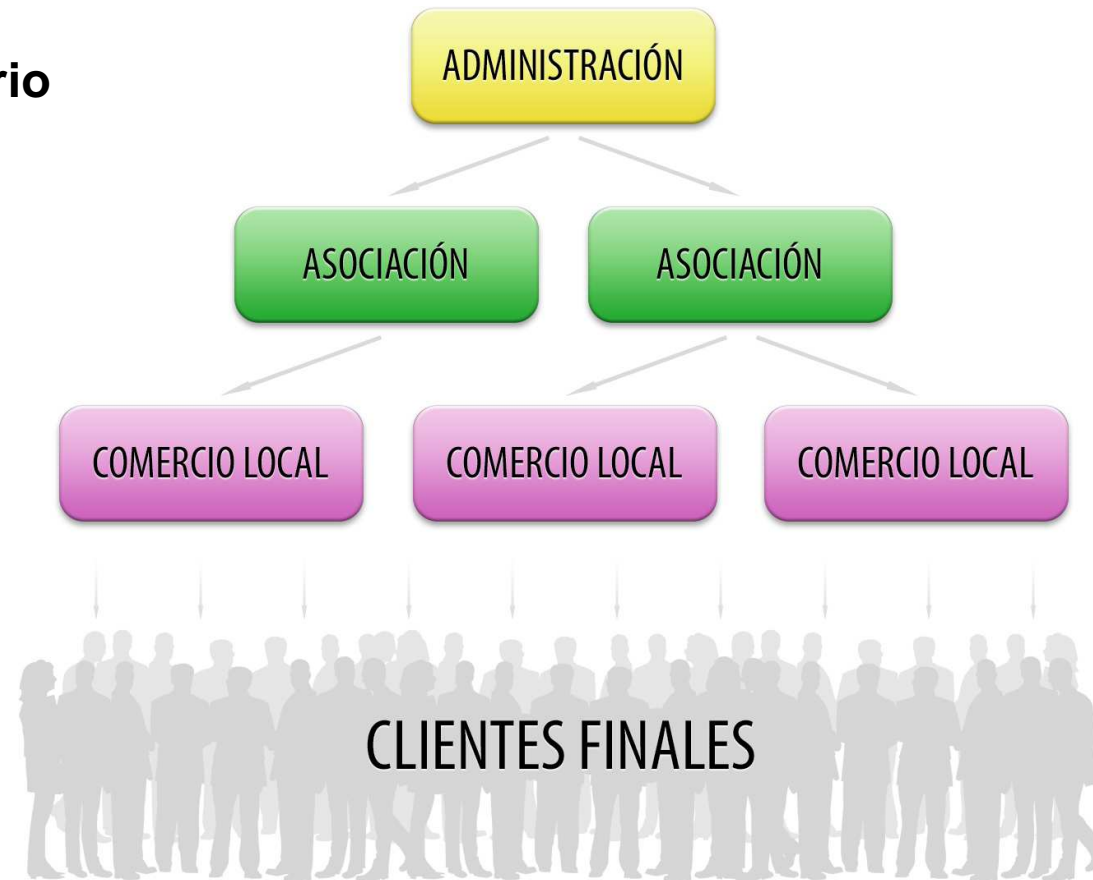 rio
ADMINISTRACIÓN
ASOCIACIÓN
ASOCIACIÓN
COMERCIO LOCAL
COMERCIO LOCAL
COMERCIO LOCAL
CLIENTES FINALES